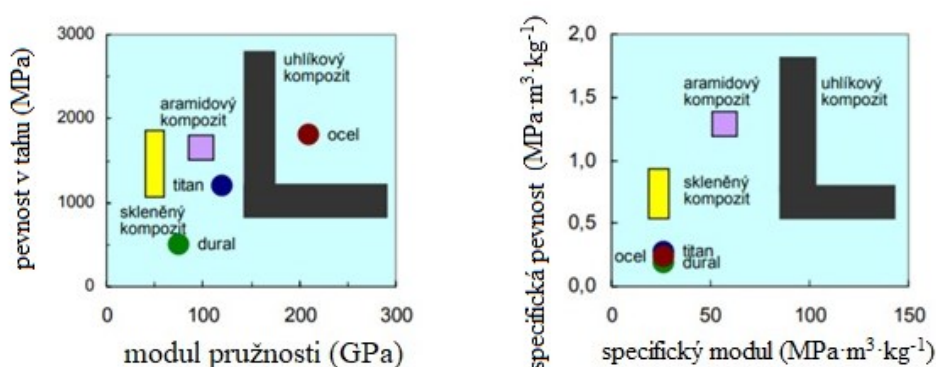 pevnost v tahu (MPa)
3000
2000
1000
0
uhlíkový
kompozit
aramidový
kompozit
ocel
titan
skleněný
kompozit
dural
0
100
200
300
modul pružnosti (GPa)
specifická pevnost (MPa·m³·kg⁻¹)
2,0
1,5
1,0
0,5
0,0
aramidový
kompozit
uhlíkový
kompozit
skleněný
kompozit
ocel
titan
dural
0
50
100
150
specifický modul (MPa·m³·kg⁻¹)